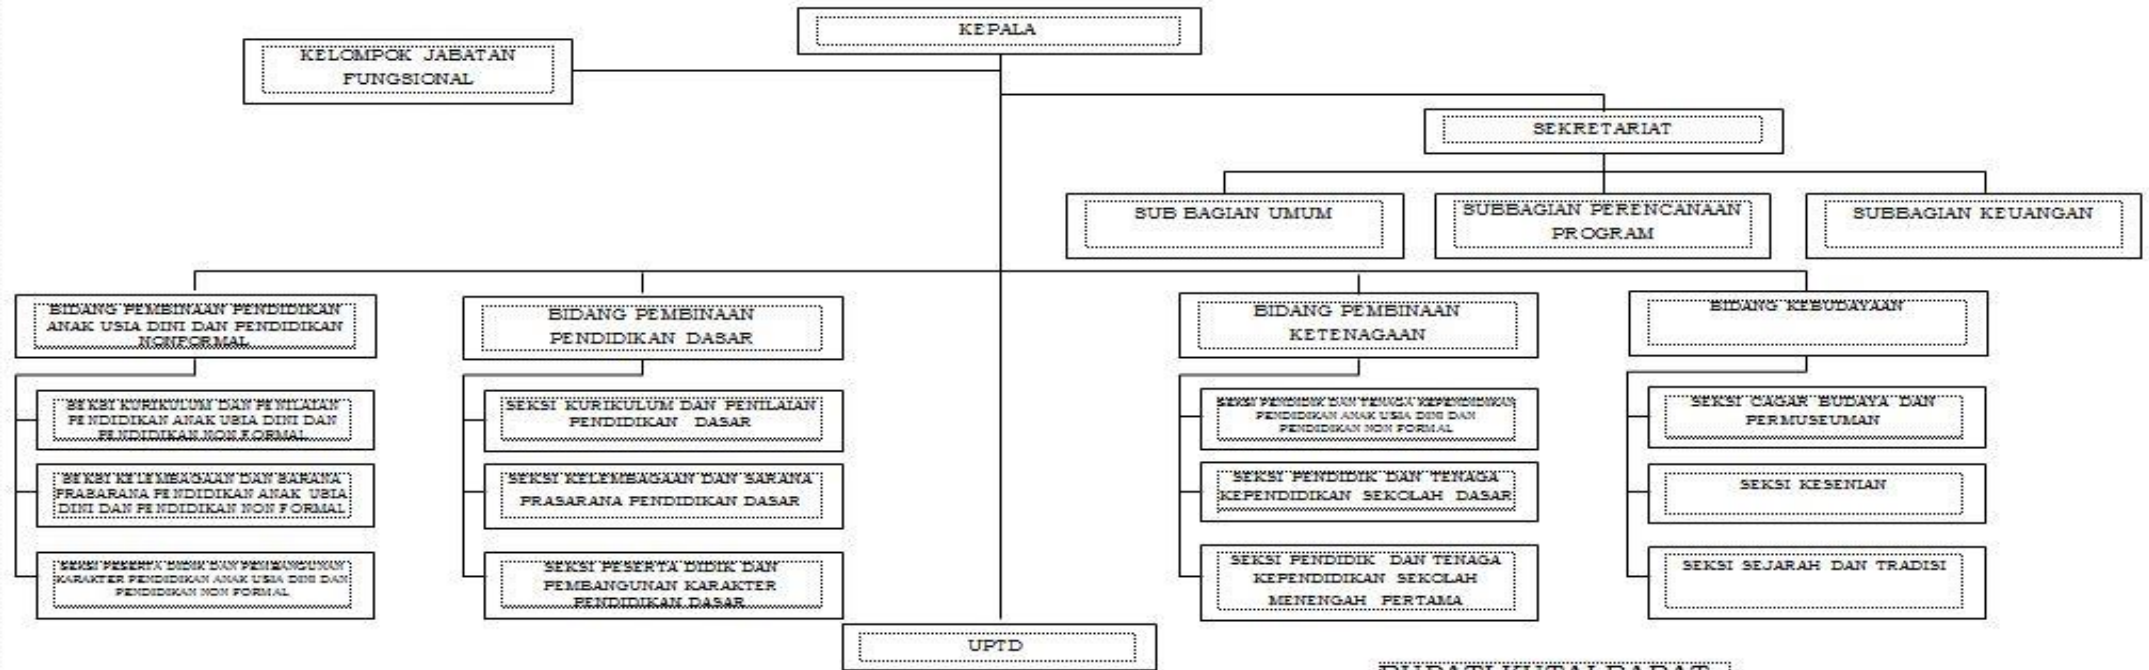 KEPALA
KELOMPOK JABATAN
FUNGSIONAL
SEKRETARIAT
SUB BAGIAN UMUM
SUBBAGIAN PERENCANAAN
PROGRAM
SUBBAGIAN KEUANGAN
BIDANG PEMBINAAN PENDIDIKAN
ANAK USIA DINI DAN PENDIDIKAN
NONFORMAL
BIDANG PEMBINAAN
PENDIDIKAN DASAR
BIDANG PEMBINAAN
KETENAGAAN
BIDANG KEBUDAYAAN
SEKSI KURIKULUM DAN PENILAIAN
PENDIDIKAN ANAK USIA DINI DAN
PENDIDIKAN NON FORMAL
SEKSI KELEMBAGAAN DAN SARANA
PRASARANA PENDIDIKAN ANAK USIA
DINI DAN PENDIDIKAN NON FORMAL
SEKSI PESERTA DIDIK DAN PEMBANGUNAN
KARAKTER PENDIDIKAN ANAK USIA DINI DAN
PENDIDIKAN NON FORMAL
SEKSI KURIKULUM DAN PENILAIAN
PENDIDIKAN DASAR
SEKSI KELEMBAGAAN DAN SARANA
PRASARANA PENDIDIKAN DASAR
SEKSI PESERTA DIDIK DAN
PEMBANGUNAN KARAKTER
PENDIDIKAN DASAR
SEKSI PENDIDIK DAN TENAGA KEPENDIDIKAN
PENDIDIKAN ANAK USIA DINI DAN
PENDIDIKAN NON FORMAL
SEKSI PENDIDIK DAN TENAGA
KEPENDIDIKAN SEKOLAH DASAR
SEKSI PENDIDIK DAN TENAGA
KEPENDIDIKAN SEKOLAH
MENENGAH PERTAMA
SEKSI CAGAR BUDAYA DAN
PERMUSEUMAN
SEKSI KESENIAN
SEKSI SEJARAH DAN TRADISI
UPTD
BUPATI KUTAI BARAT